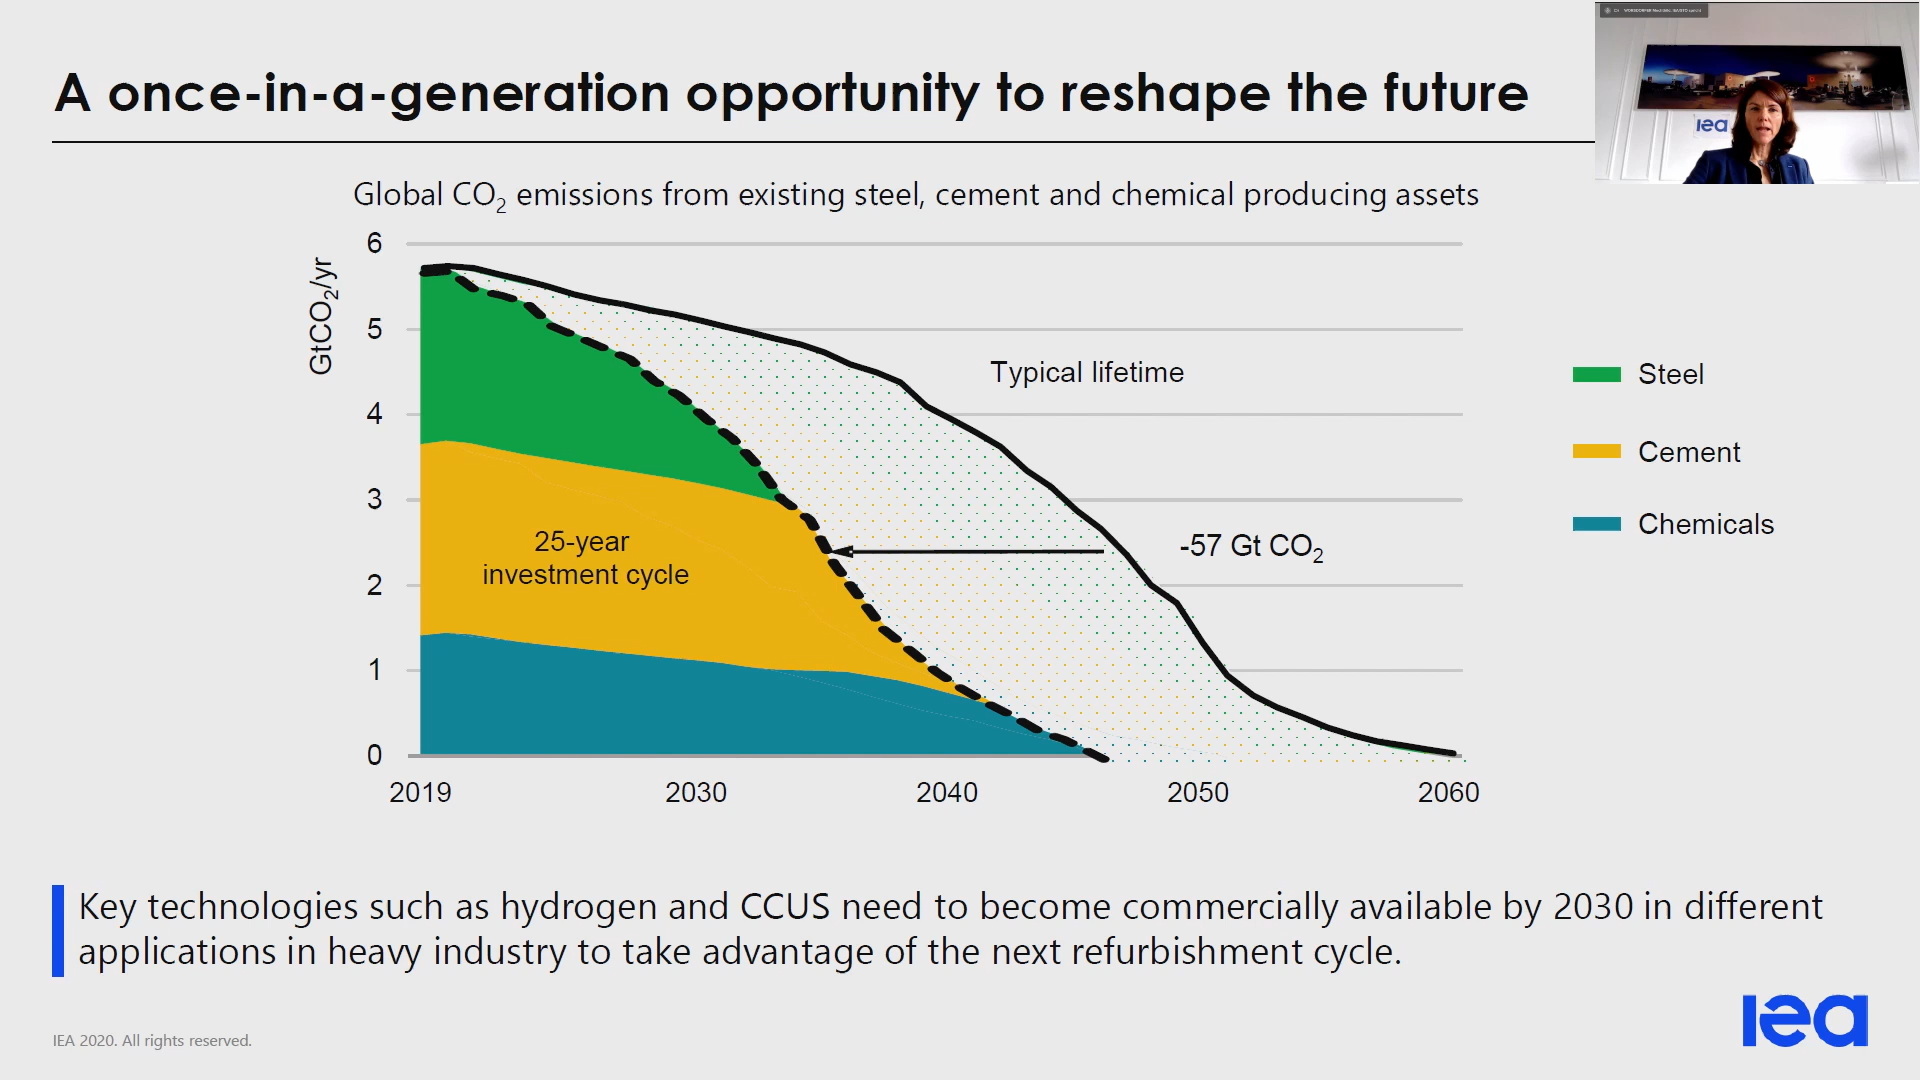 A once-in-a-generation opportunity to reshape the future
iea
Global CO₂ emissions from existing steel, cement and chemical producing assets
GtCO₂/yr
6
5
4
3
2
1
0
Typical lifetime
25-year
investment cycle
-57 Gt CO₂
2019
2030
2040
2050
2060
Steel
Cement
Chemicals
Key technologies such as hydrogen and CCUS need to become commercially available by 2030 in different
applications in heavy industry to take advantage of the next refurbishment cycle.
IEA 2020. All rights reserved.
iea